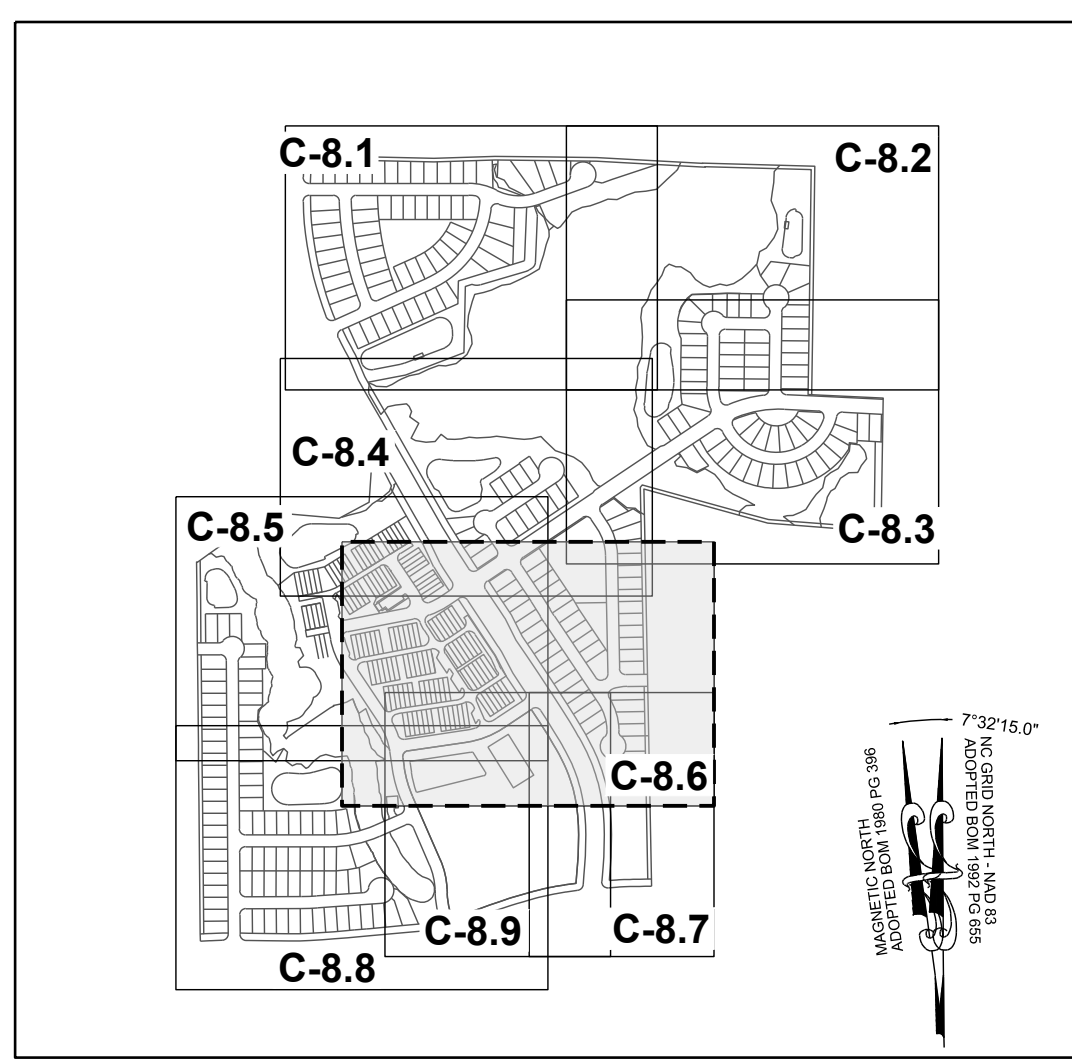 C-8.1
C-8.2
C-8.4
C-8.5
C-8.3
C-8.6
C-8.9
C-8.7
C-8.8
7°32'15.0"
MAGNETIC NORTH
ADOPTED BOM 1980 PG 396
NC GRID NORTH - NAD 83
ADOPTED BOM 1992 PG 655